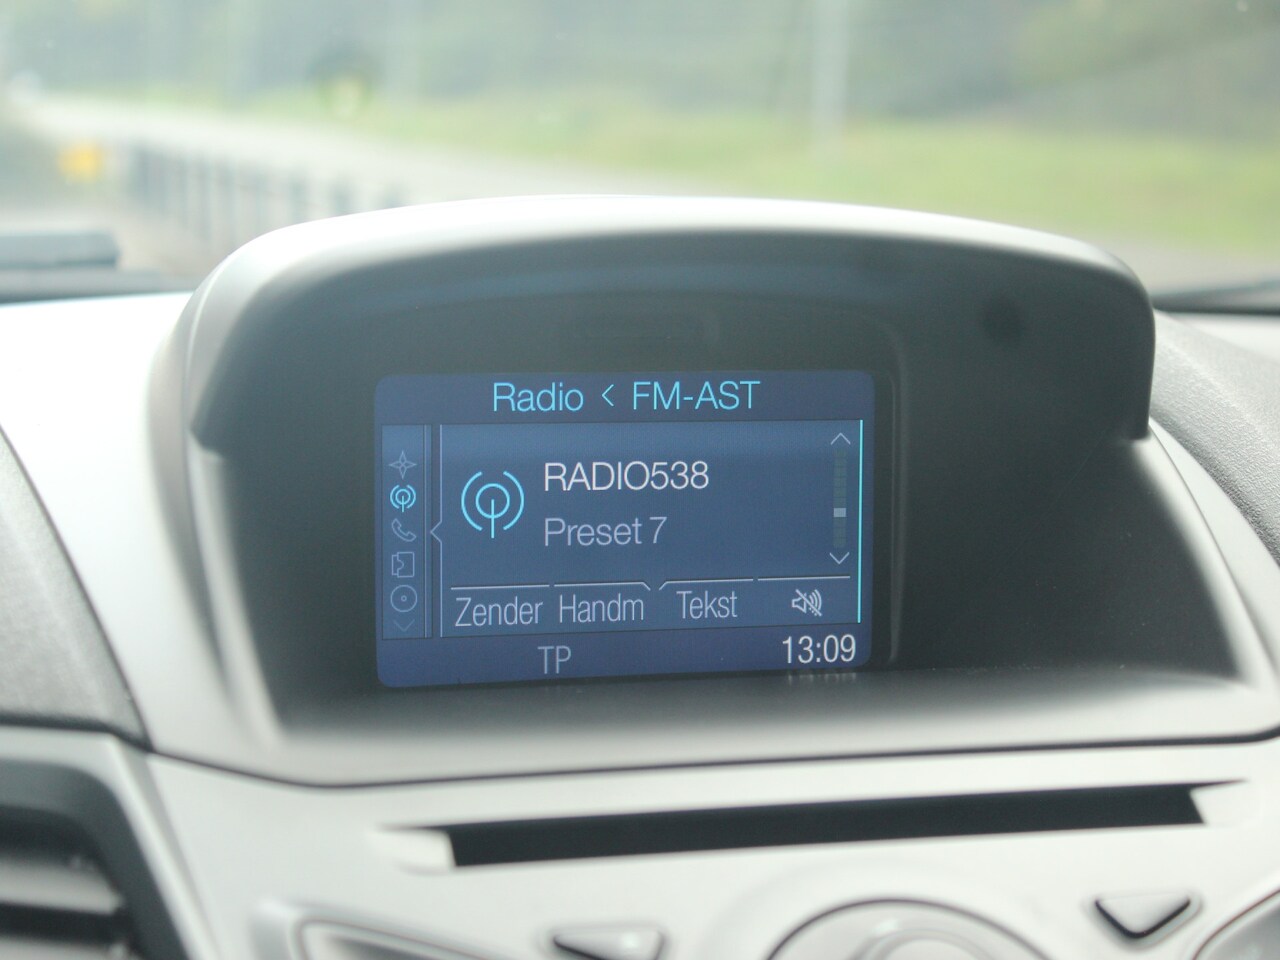 Radio < FM-AST
RADIO538
Preset 7
Zender Handm Tekst
TP 13:09